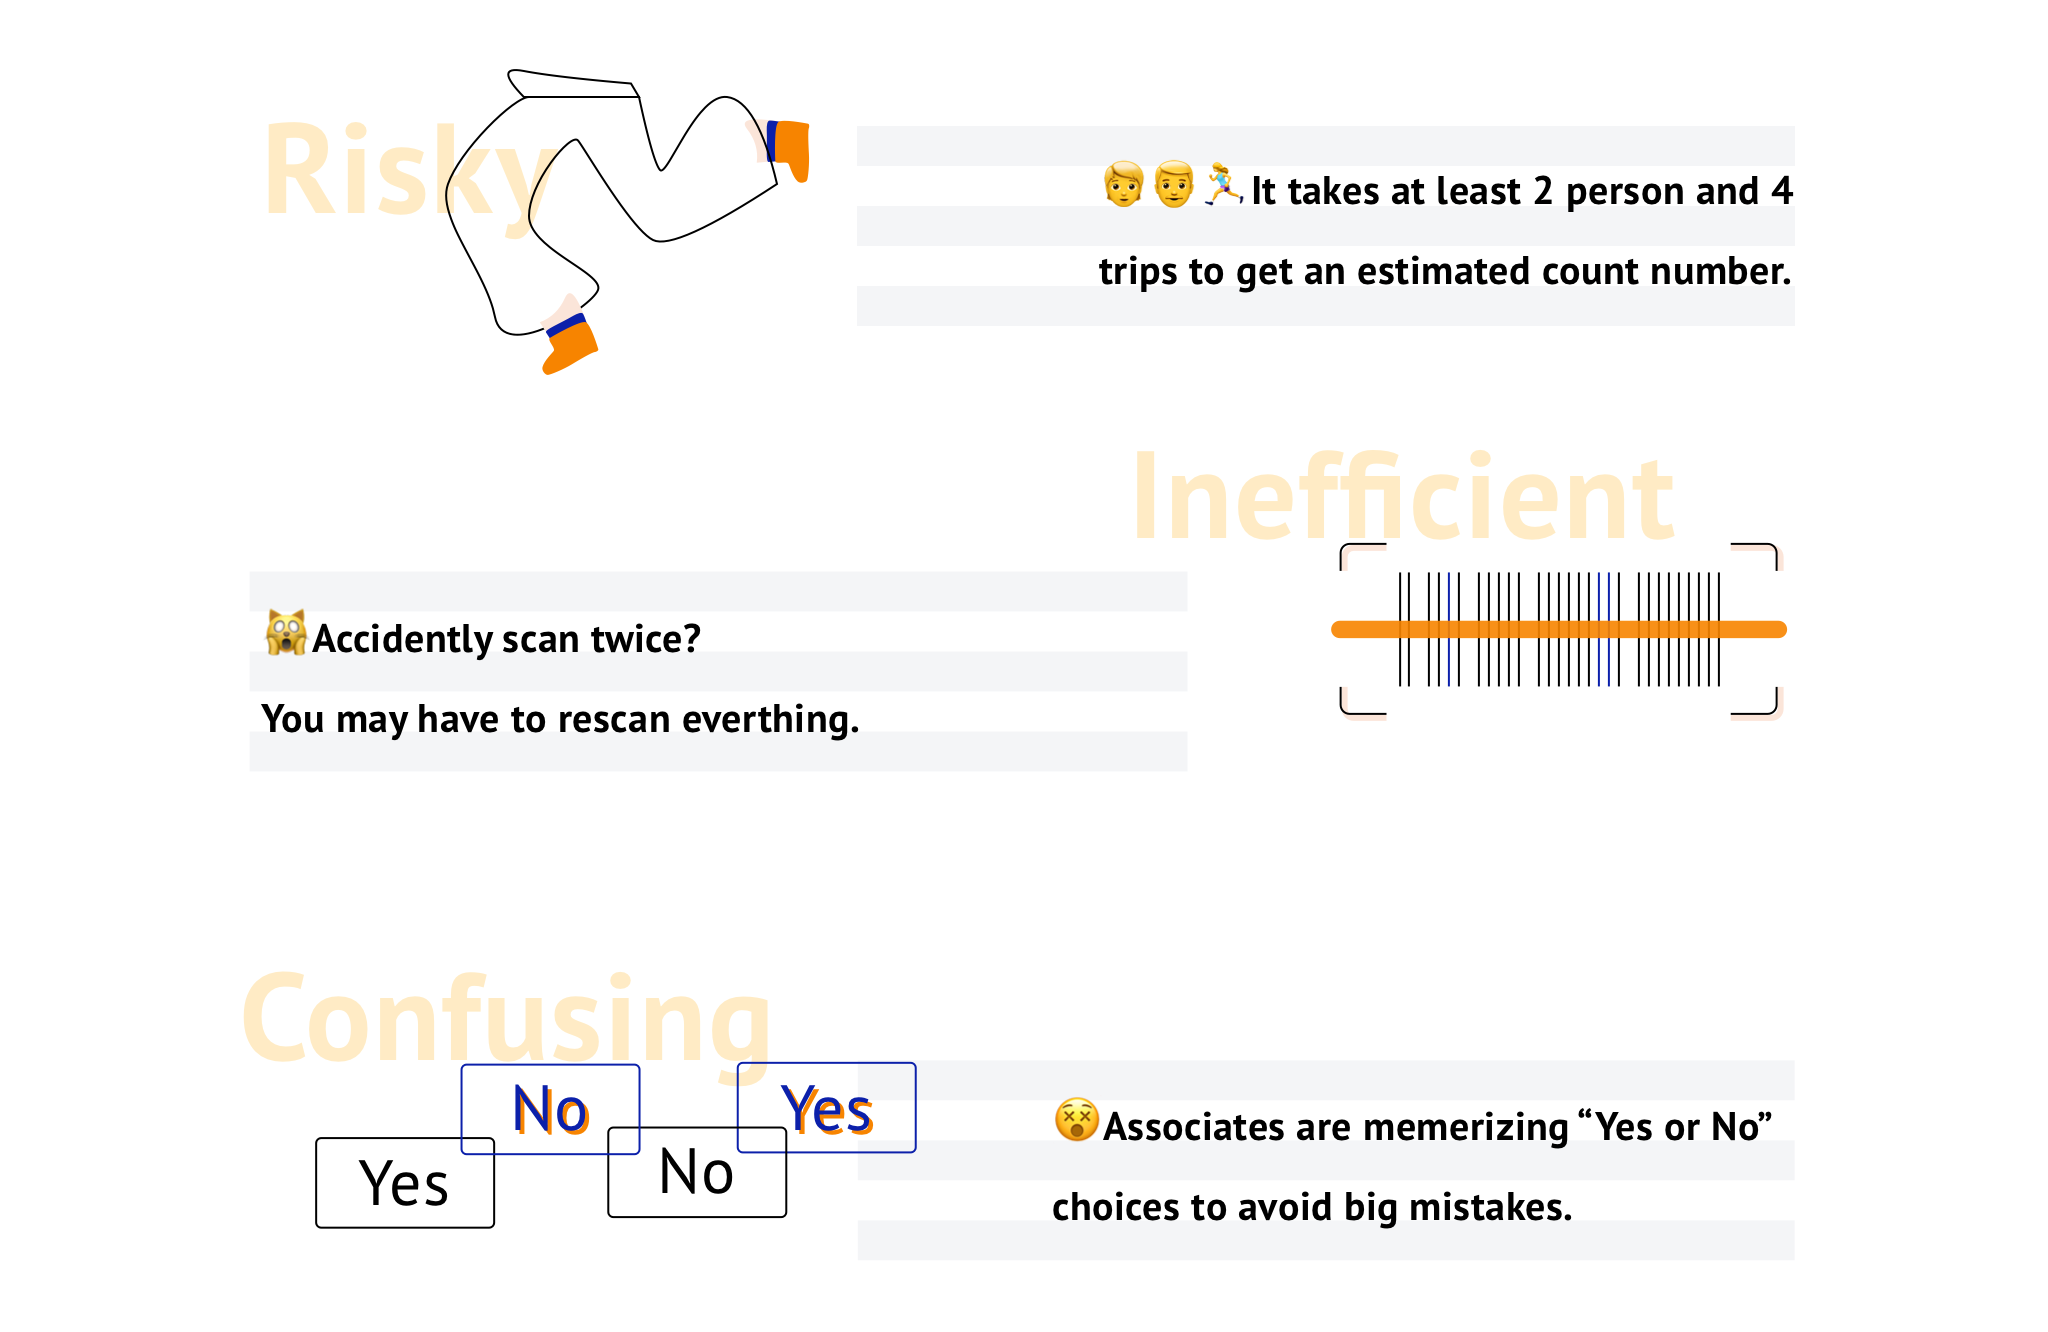 Risky
🧑👨🏃‍♀️It takes at least 2 person and 4
trips to get an estimated count number.
Inefficient
🙀Accidently scan twice?
You may have to rescan everthing.
Confusing
No
Yes
Yes
No
😵Associates are memerizing “Yes or No”
choices to avoid big mistakes.